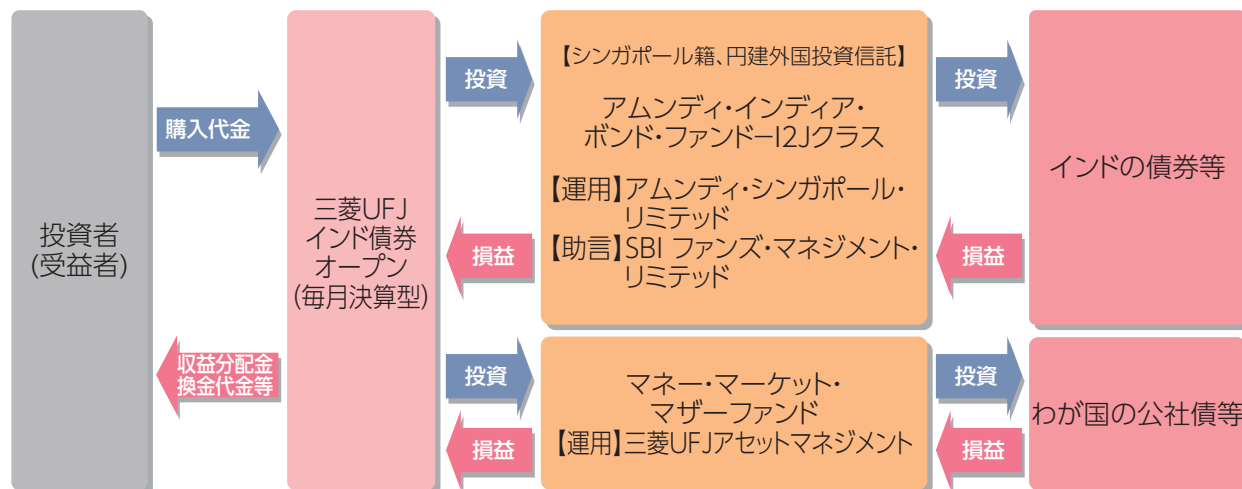 投資者
(受益者)
購入代金
収益分配金
換金代金等
三菱UFJ
インド債券
オープン
(毎月決算型)
投資
損益
【シンガポール籍、円建外国投資信託】
アムンディ・インディア・
ボンド・ファンドーI2Jクラス
【運用】アムンディ・シンガポール・
リミテッド
【助言】SBI ファンズ・マネジメント・
リミテッド
投資
損益
インドの債券等
投資
損益
マネー・マーケット・
マザーファンド
【運用】三菱UFJアセットマネジメント
投資
損益
わが国の公社債等